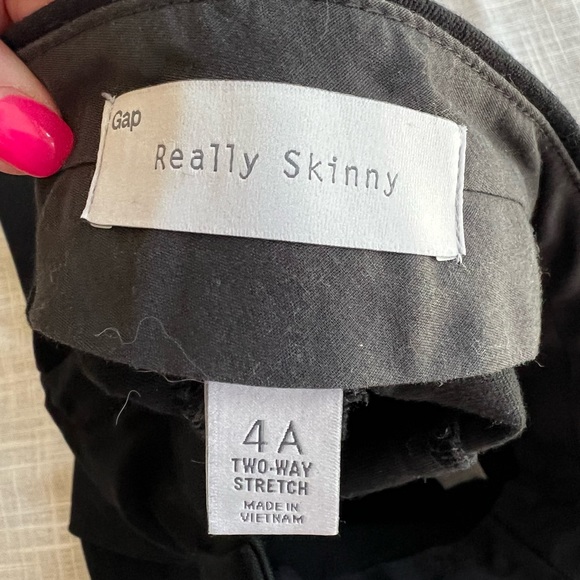 Gap
Really Skinny
4A
TWO-WAY
STRETCH
MADE IN
VIETNAM